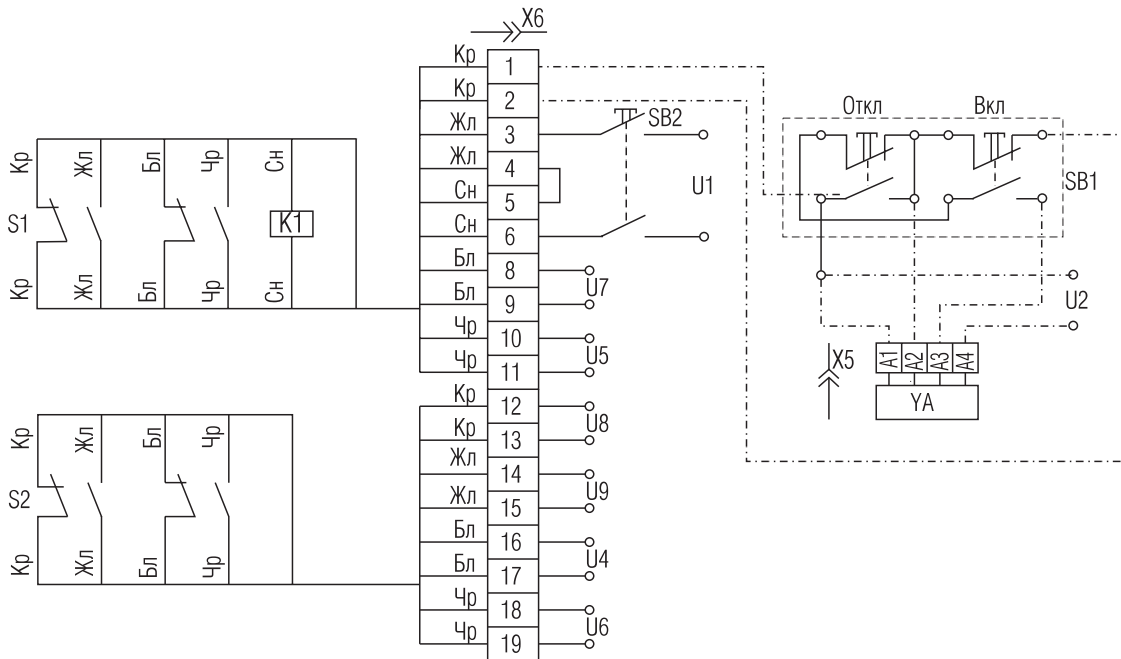 X6
Кр 1
Кр 2
Жл 3
Жл 4
Сн 5
Сн 6
Бл 8
Бл 9
Чр 10
Чр 11
Кр 12
Кр 13
Жл 14
Жл 15
Бл 16
Бл 17
Чр 18
Чр 19
Кр Жл Бл Чр Сн
S1 K1
Кр Жл Бл Чр Сн
Кр Жл Бл Чр
S2
Кр Жл Бл Чр
SB2
U1
U7
U5
U8
U9
U4
U6
Откл Вкл
SB1
U2
X5
A1 A2 A3 A4
YA